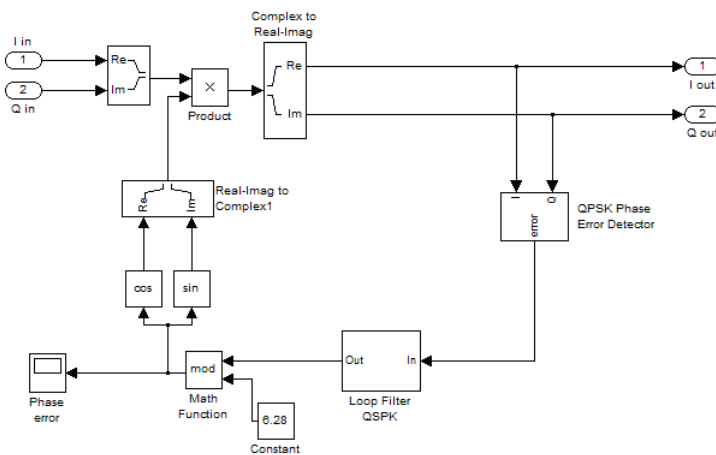 Complex to
Real-Imag
I in
1
Re
Im
2
Q in
×
Product
Re
Im
1
I out
2
Q out
Re
Im
Real-Imag to
Complex1
I
Q
error
QPSK Phase
Error Detector
cos
sin
Out
In
Loop Filter
QSPK
mod
Math
Function
Phase
error
6.28
Constant